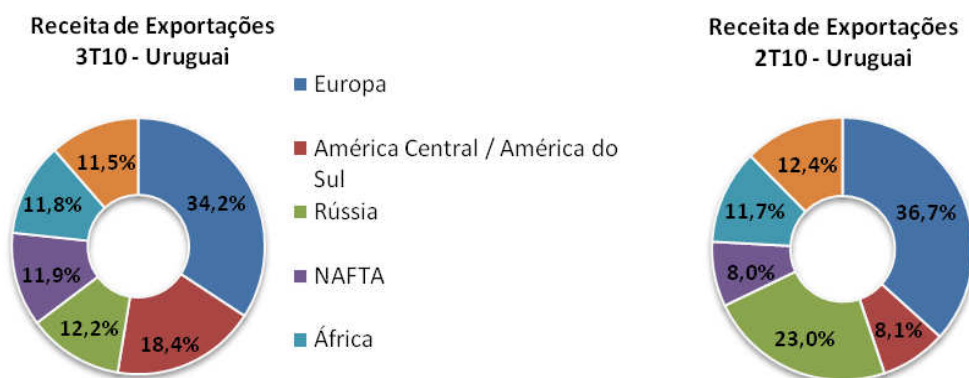 Receita de Exportações
3T10 - Uruguai
11,5%
34,2%
11,8%
11,9%
12,2%
18,4%
Europa
América Central / América do
Sul
Rússia
NAFTA
África
Receita de Exportações
2T10 - Uruguai
12,4%
36,7%
11,7%
8,0%
23,0%
8,1%